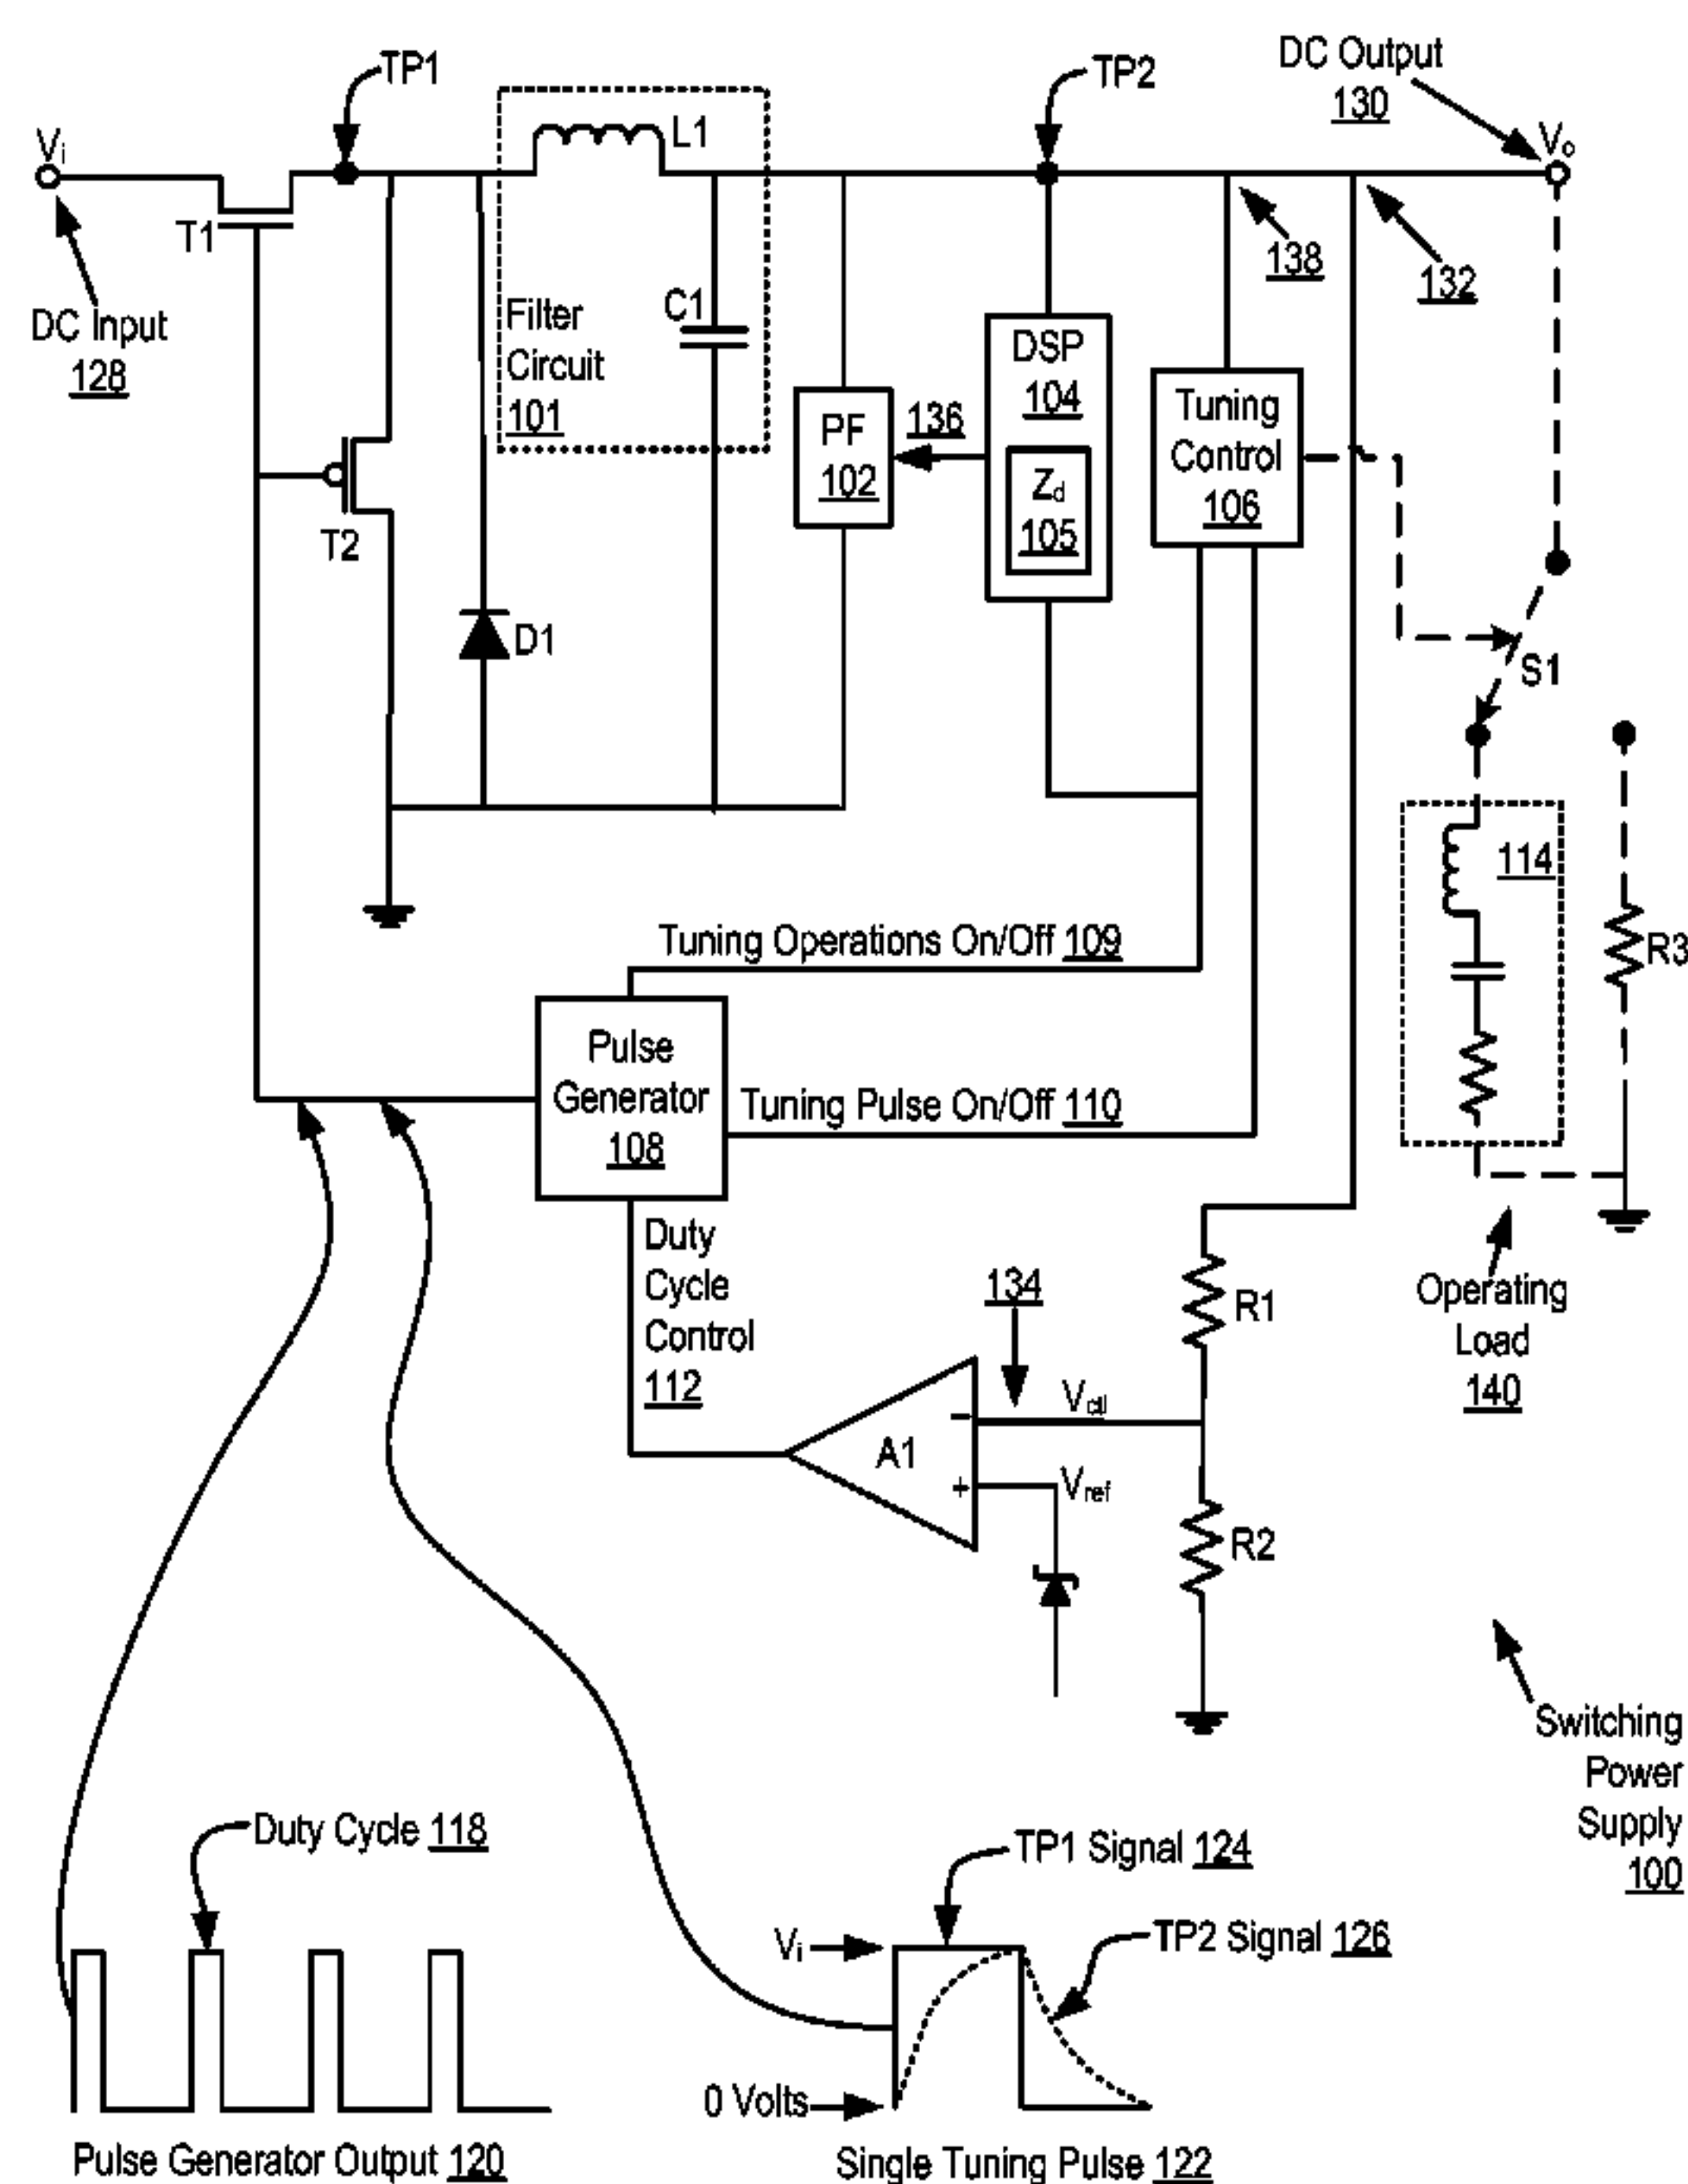 TP1
TP2
DC Output
130
Vi
Vo
L1
T1
138
132
DC Input
128
Filter
Circuit
101
C1
PF
102
136
DSP
104
Zd
105
Tuning
Control
106
T2
D1
S1
114
R3
Tuning Operations On/Off 109
Pulse
Generator
108
Tuning Pulse On/Off 110
Duty
Cycle
Control
112
134
R1
Operating
Load
140
Vctl
-
A1
+
Vref
R2
Switching
Power
Supply
100
Duty Cycle 118
TP1 Signal 124
Vi
TP2 Signal 126
0 Volts
Pulse Generator Output 120
Single Tuning Pulse 122